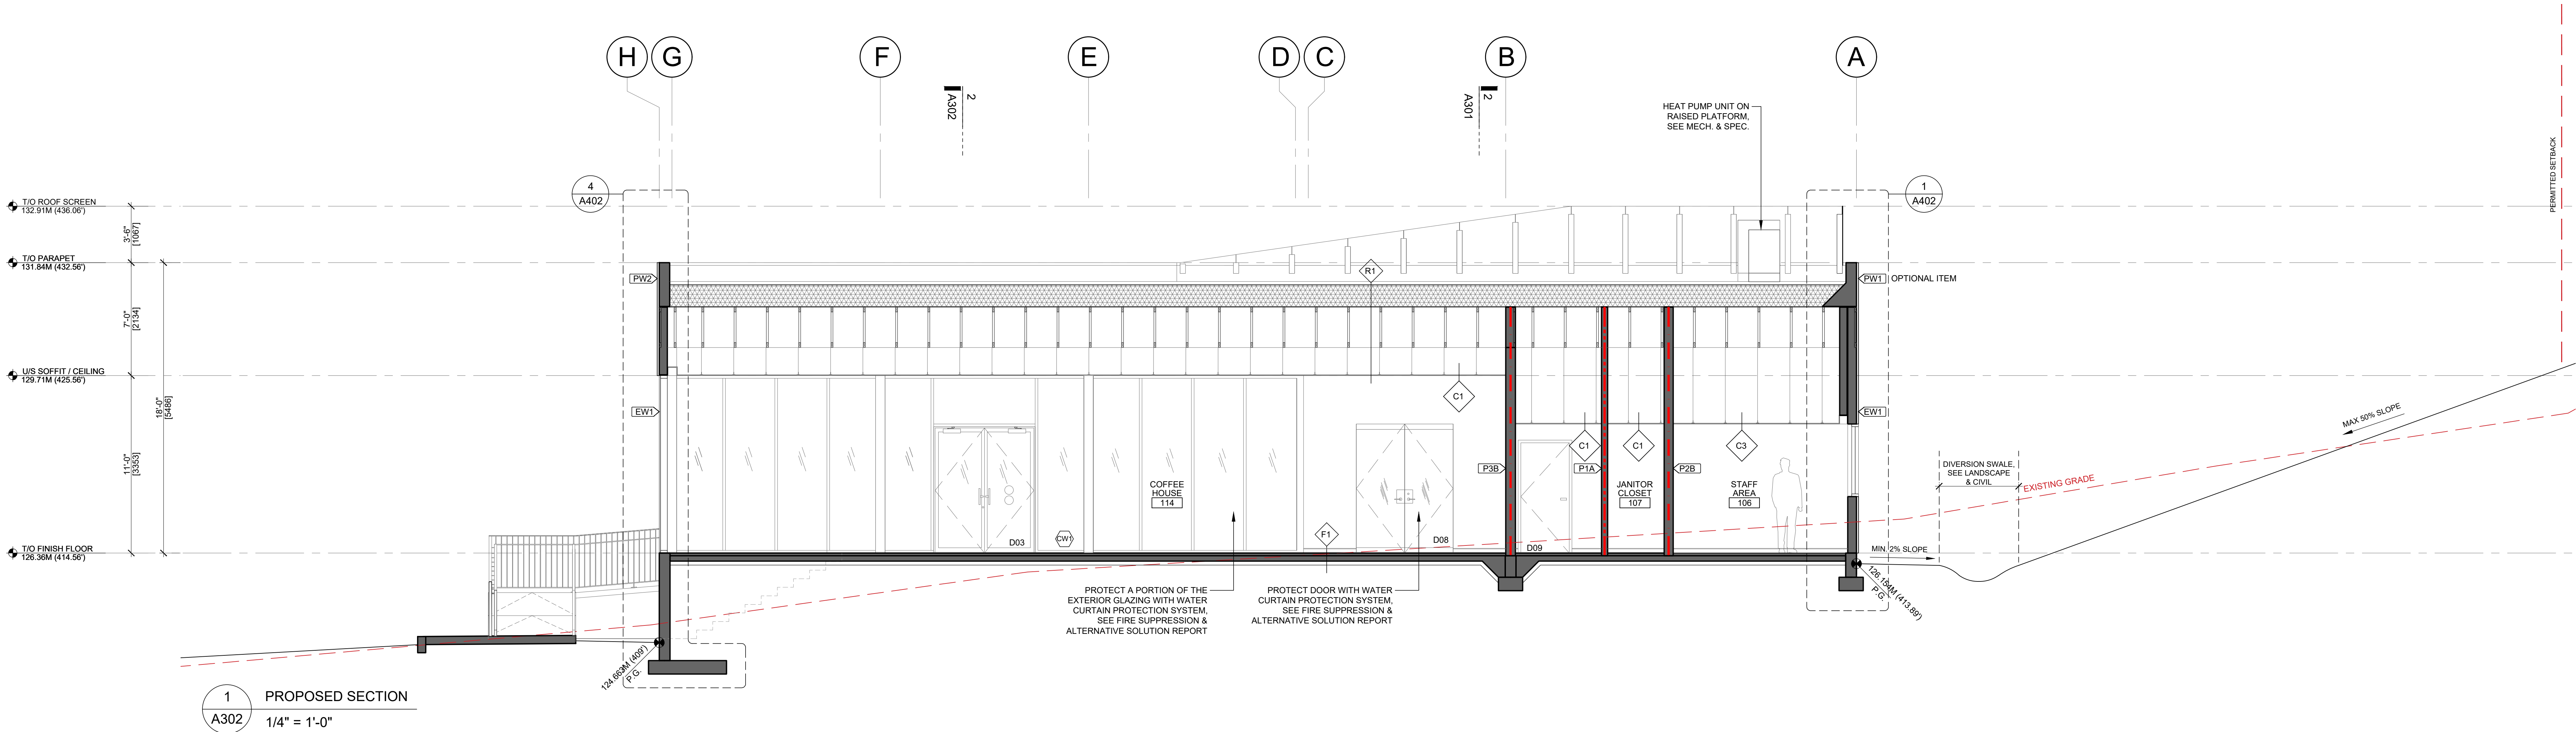 H
G
F
E
D
C
B
A
2
A302
2
A301
HEAT PUMP UNIT ON
RAISED PLATFORM,
SEE MECH. & SPEC.
PERMITTED SETBACK
4
A402
1
A402
T/O ROOF SCREEN
132.91M (436.06')
3'-6"
[1067]
T/O PARAPET
131.84M (432.56')
PW2
R1
PW1
OPTIONAL ITEM
7'-0"
[2134]
U/S SOFFIT / CEILING
129.71M (425.56')
18'-0"
[5486]
EW1
C1
EW1
MAX 50% SLOPE
11'-0"
[3353]
C1
C1
C3
P3B
P1A
P2B
COFFEE
HOUSE
114
JANITOR
CLOSET
107
STAFF
AREA
106
DIVERSION SWALE,
SEE LANDSCAPE
& CIVIL
EXISTING GRADE
T/O FINISH FLOOR
126.36M (414.56')
D03
CW1
F1
D08
D09
MIN. 2% SLOPE
126.154M (413.89')
P.G.
PROTECT A PORTION OF THE
EXTERIOR GLAZING WITH WATER
CURTAIN PROTECTION SYSTEM,
SEE FIRE SUPPRESSION &
ALTERNATIVE SOLUTION REPORT
PROTECT DOOR WITH WATER
CURTAIN PROTECTION SYSTEM,
SEE FIRE SUPPRESSION &
ALTERNATIVE SOLUTION REPORT
124.663M (409')
P.G.
1
A302
PROPOSED SECTION
1/4" = 1'-0"